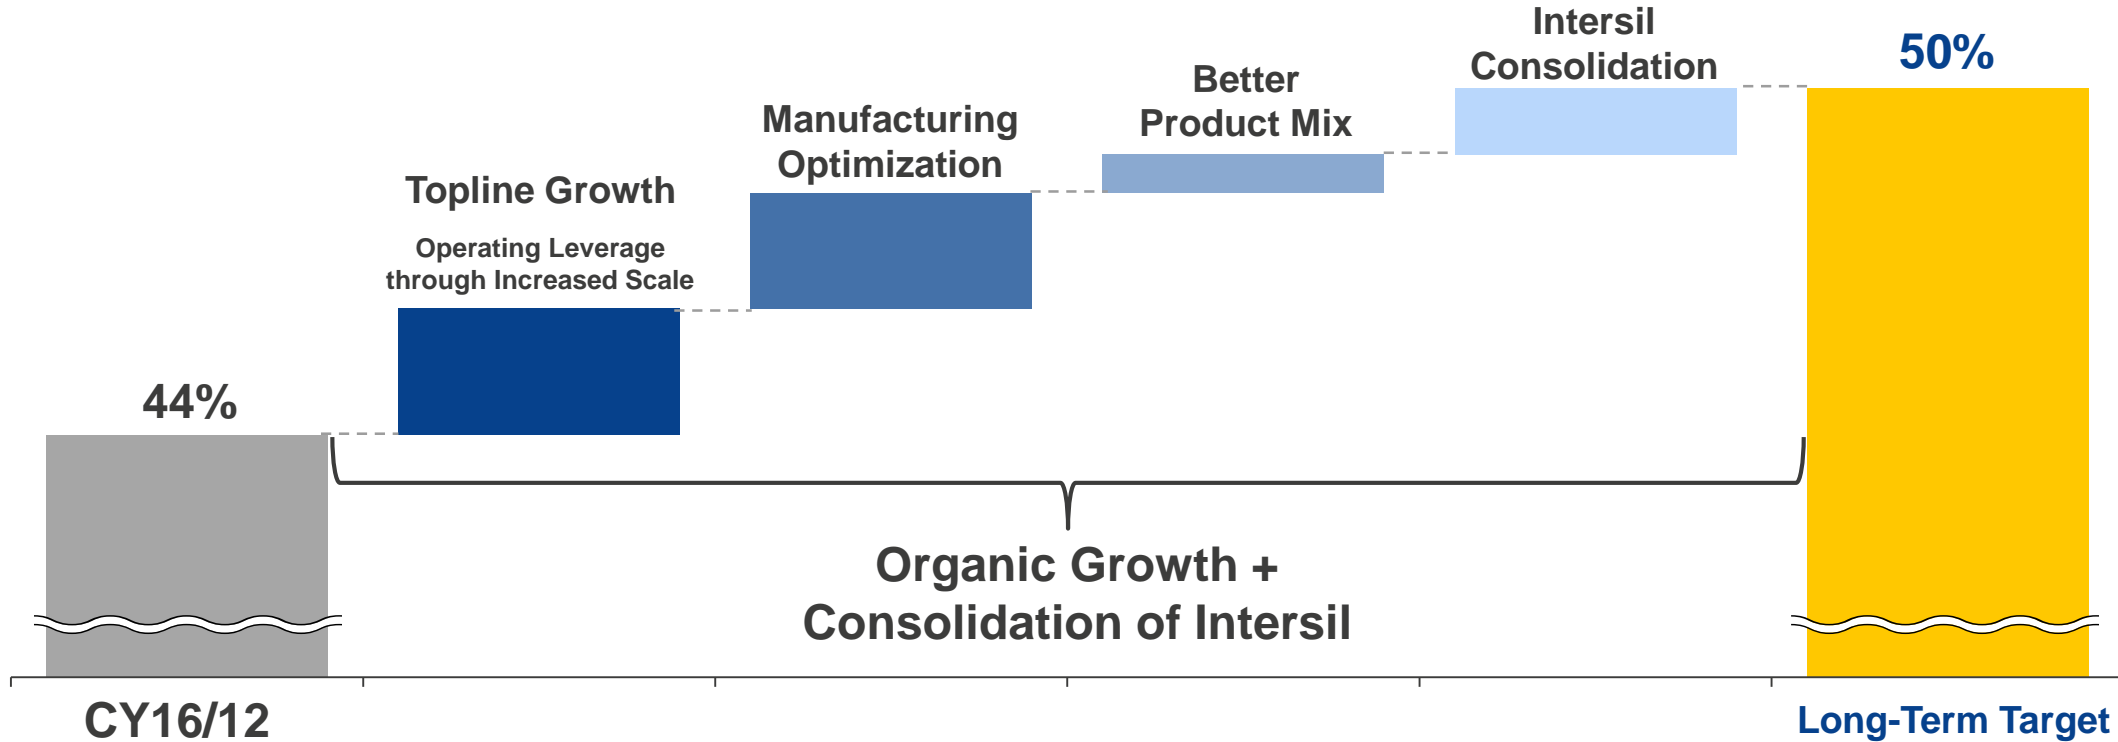 44%
Topline Growth
Operating Leverage
through Increased Scale
Manufacturing
Optimization
Better
Product Mix
Intersil
Consolidation
50%
Organic Growth +
Consolidation of Intersil
CY16/12
Long-Term Target